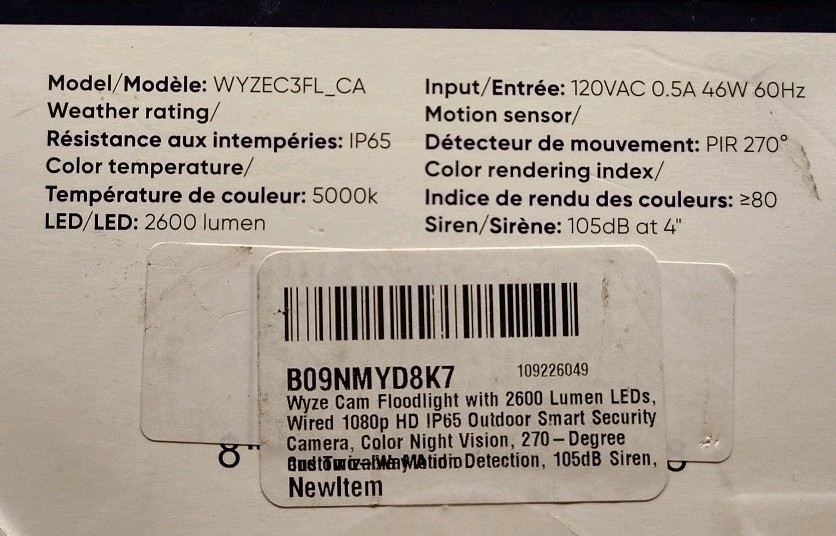 Model/Modèle: WYZEC3FL_CA
Weather rating/
Résistance aux intempéries: IP65
Color temperature/
Température de couleur: 5000k
LED/LED: 2600 lumen
Input/Entrée: 120VAC 0.5A 46W 60Hz
Motion sensor/
Détecteur de mouvement: PIR 270°
Color rendering index/
Indice de rendu des couleurs: ≥80
Siren/Sirène: 105dB at 4"
B09NMYD8K7
109226049
Wyze Cam Floodlight with 2600 Lumen LEDs,
Wired 1080p HD IP65 Outdoor Smart Security
Camera, Color Night Vision, 270-Degree
Detection, 105dB Siren,
NewItem
8"